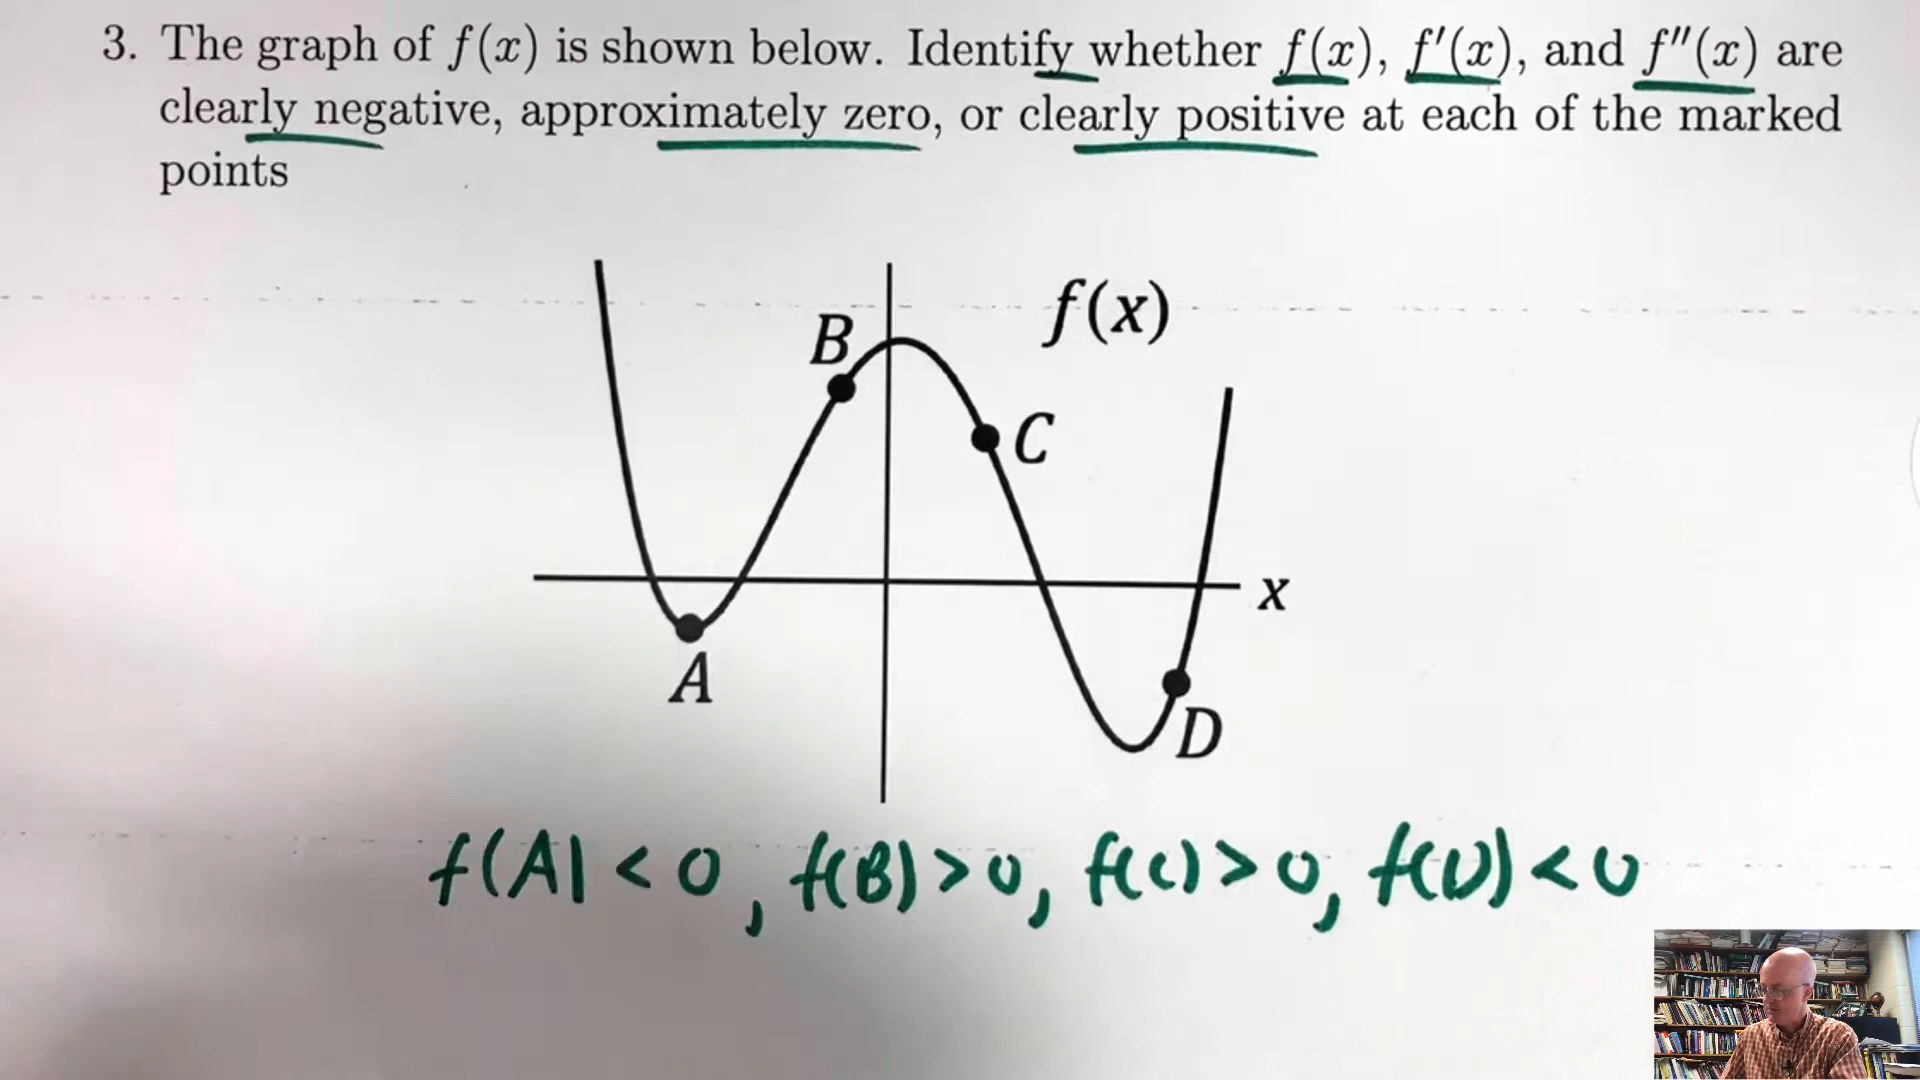 3. The graph of f(x) is shown below. Identify whether f(x), f′(x), and f″(x) are
clearly negative, approximately zero, or clearly positive at each of the marked
points
f(x)
B
C
x
A
D
f(A) < 0, f(B) > 0, f(C) > 0, f(D) < 0